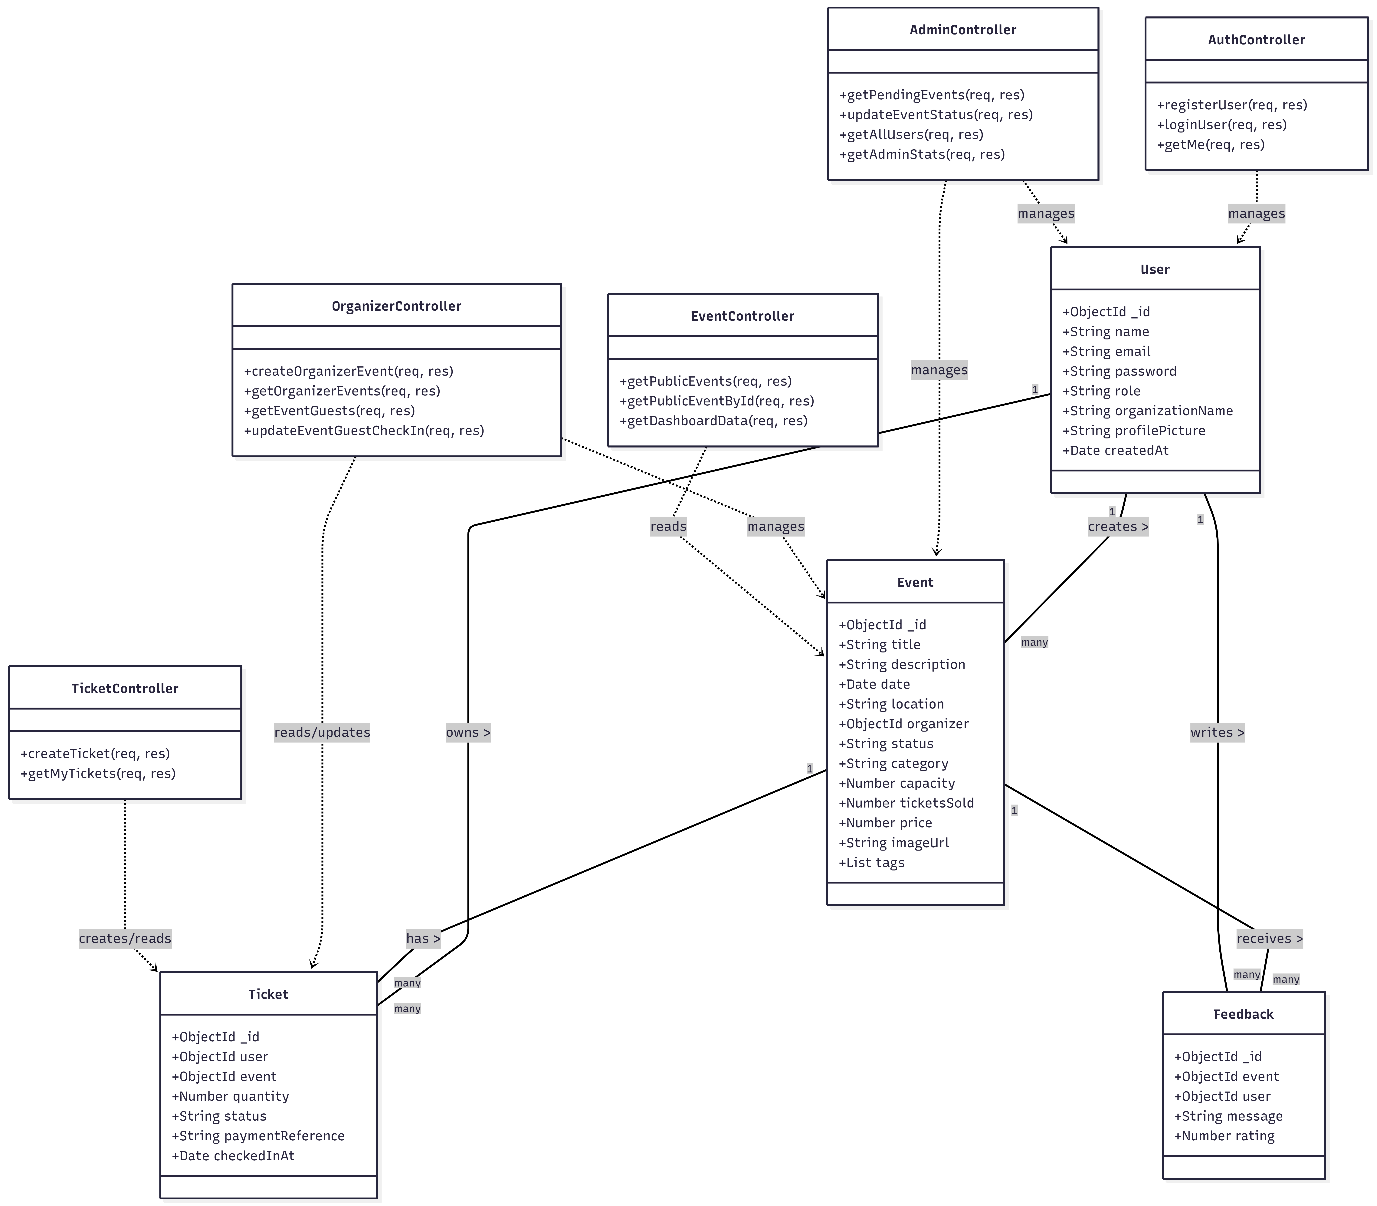 AdminController
+getPendingEvents(req, res)
+updateEventStatus(req, res)
+getAllUsers(req, res)
+getAdminStats(req, res)
AuthController
+registerUser(req, res)
+loginUser(req, res)
+getMe(req, res)
manages
manages
User
+ObjectId _id
+String name
+String email
+String password
+String role
+String organizationName
+String profilePicture
+Date createdAt
OrganizerController
+createOrganizerEvent(req, res)
+getOrganizerEvents(req, res)
+getEventGuests(req, res)
+updateEventGuestCheckIn(req, res)
EventController
+getPublicEvents(req, res)
+getPublicEventById(req, res)
+getDashboardData(req, res)
manages
1
reads
manages
1
creates >
1
many
Event
+ObjectId _id
+String title
+String description
+Date date
+String location
+ObjectId organizer
+String status
+String category
+Number capacity
+Number ticketsSold
+Number price
+String imageUrl
+List tags
TicketController
+createTicket(req, res)
+getMyTickets(req, res)
reads/updates
owns >
writes >
1
1
creates/reads
has >
receives >
many
many
many
many
Ticket
+ObjectId _id
+ObjectId user
+ObjectId event
+Number quantity
+String status
+String paymentReference
+Date checkedInAt
Feedback
+ObjectId _id
+ObjectId event
+ObjectId user
+String message
+Number rating